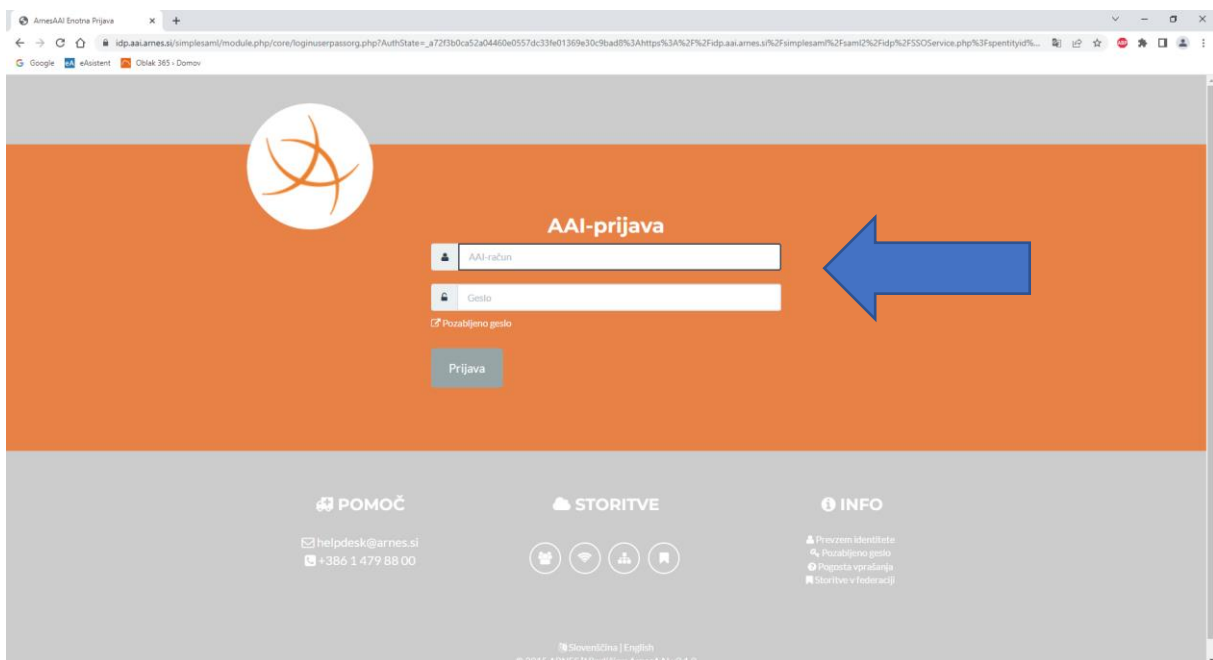 ArnesAAI Enotna Prijava
idp.aai.arnes.si/simplesaml/module.php/core/loginuserpassorg.php?AuthState=_a72f3b0ca52a04460e0557dc33fe01369e30c9bad8%3Ahttps%3A%2F%2Fidp.aai.arnes.si%2Fsimplesaml%2Fsaml2%2Fidp%2FSSOService.php%3Fspentityid%...
Google eAsistent Oblak 365 - Domov
AAI-prijava
AAI-račun
Geslo
Pozabljeno geslo
Prijava
POMOČ
helpdesk@arnes.si
+386 1 479 88 00
STORITVE
INFO
Prevzem identitete
Pozabljeno geslo
Pogosta vprašanja
Storitve v federaciji
Slovenščina | English